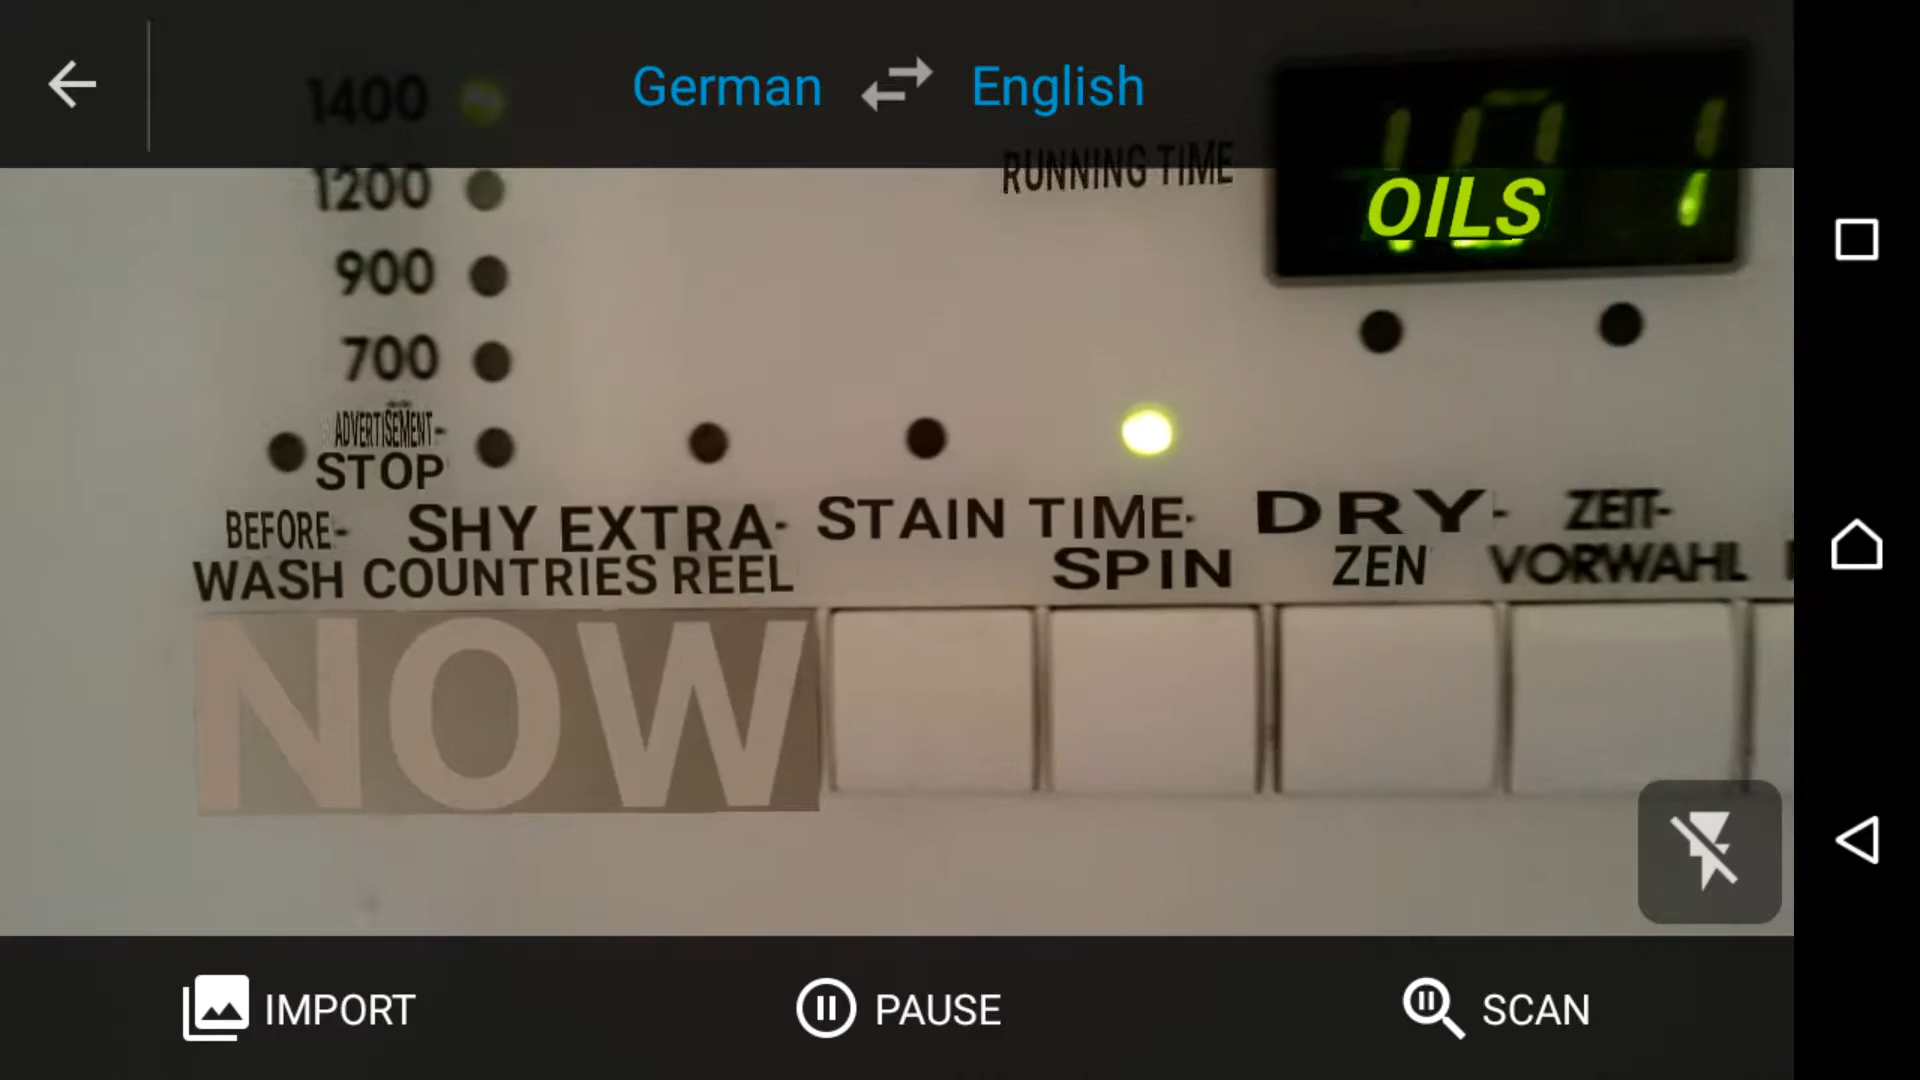 German English
1400
RUNNING TIME
1200
OILS
900
700
ADVERTISEMENT-
STOP
BEFORE- SHY EXTRA- STAIN TIME- DRY- ZEIT-
WASH COUNTRIES REEL SPIN ZEN VORWAHL
NOW
IMPORT PAUSE SCAN